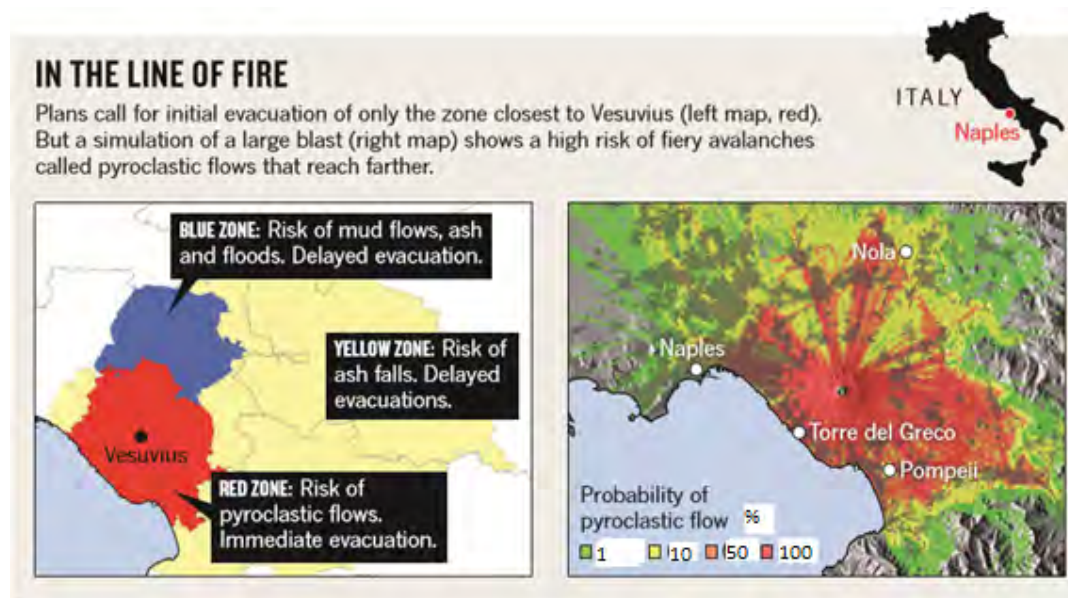 IN THE LINE OF FIRE
Plans call for initial evacuation of only the zone closest to Vesuvius (left map, red).
But a simulation of a large blast (right map) shows a high risk of fiery avalanches
called pyroclastic flows that reach farther.
ITALY
Naples
BLUE ZONE: Risk of mud flows, ash
and floods. Delayed evacuation.
YELLOW ZONE: Risk of
ash falls. Delayed
evacuations.
Vesuvius
RED ZONE: Risk of
pyroclastic flows.
Immediate evacuation.
Nola
Naples
Torre del Greco
Pompeii
Probability of
pyroclastic flow %
1 10 50 100